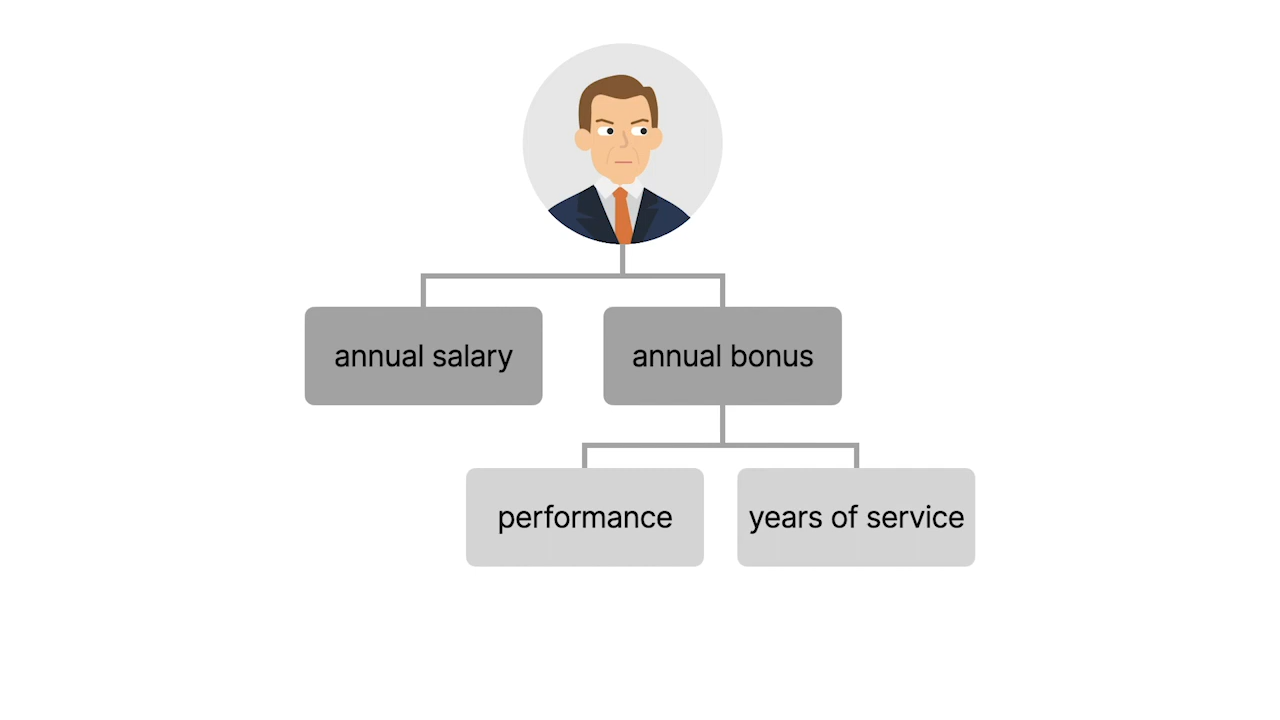 annual salary
annual bonus
performance
years of service